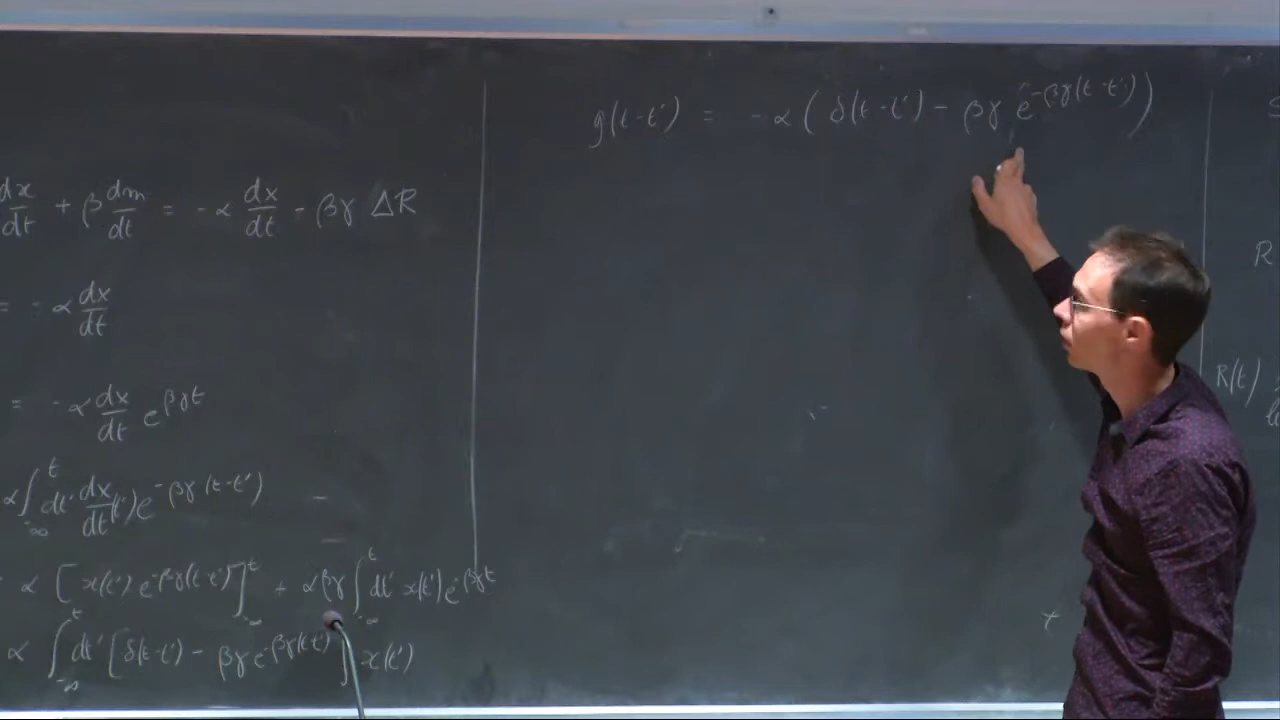 dx/dt + β dm/dt = -α dx/dt - βγ ΔR
= -α dx/dt
= -α dx/dt e^{βγt}
α ∫_{-∞}^{t} dt' dx/dt (t') e^{-βγ(t-t')}
α [ x(t') e^{-βγ(t-t')} ]_{-∞}^{t} + αβγ ∫_{-∞}^{t} dt' x(t') e^{-βγt}
α ∫_{-∞}^{t} dt' [ δ(t-t') - βγ e^{-βγ(t-t')} ] x(t')
g(t-t') = -α ( δ(t-t') - βγ e^{-βγ(t-t')} )
R
R(t)